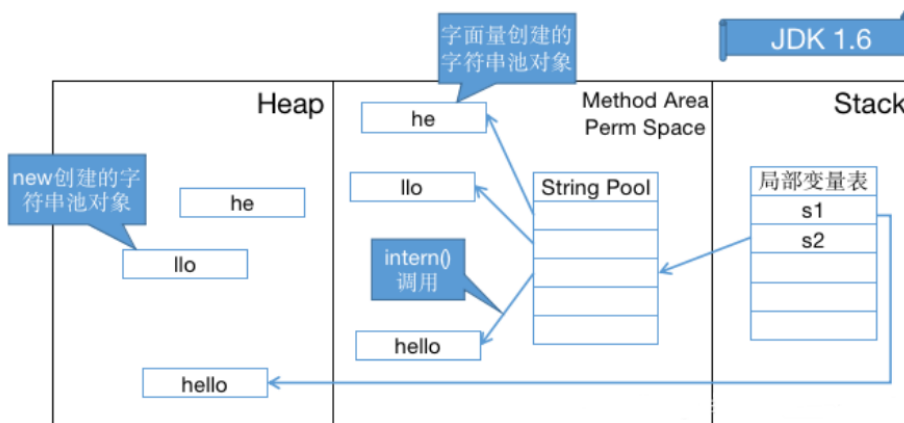 JDK 1.6
字面量创建的
字符串池对象
Heap
Method Area
Perm Space
Stack
he
new创建的字
符串池对象
he
llo
llo
String Pool
局部变量表
s1
s2
intern()
调用
hello
hello